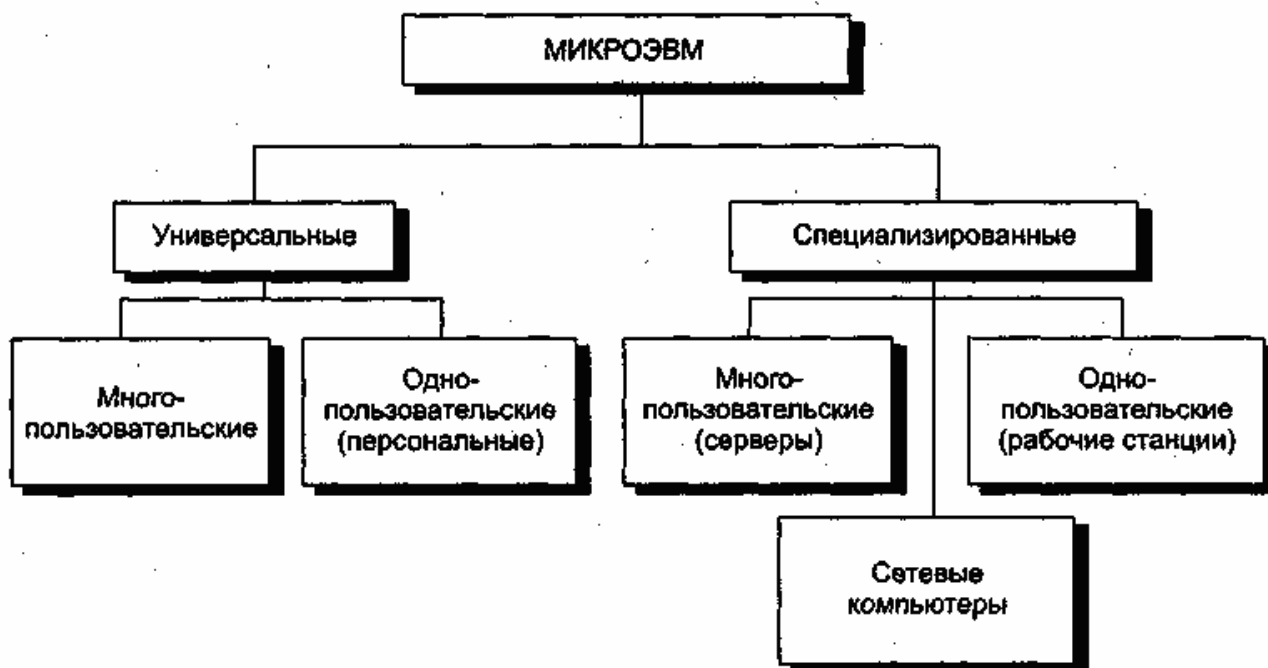 МИКРОЭВМ
Универсальные
Специализированные
Много-
пользовательские
Одно-
пользовательские
(персональные)
Много-
пользовательские
(серверы)
Одно-
пользовательские
(рабочие станции)
Сетевые
компьютеры